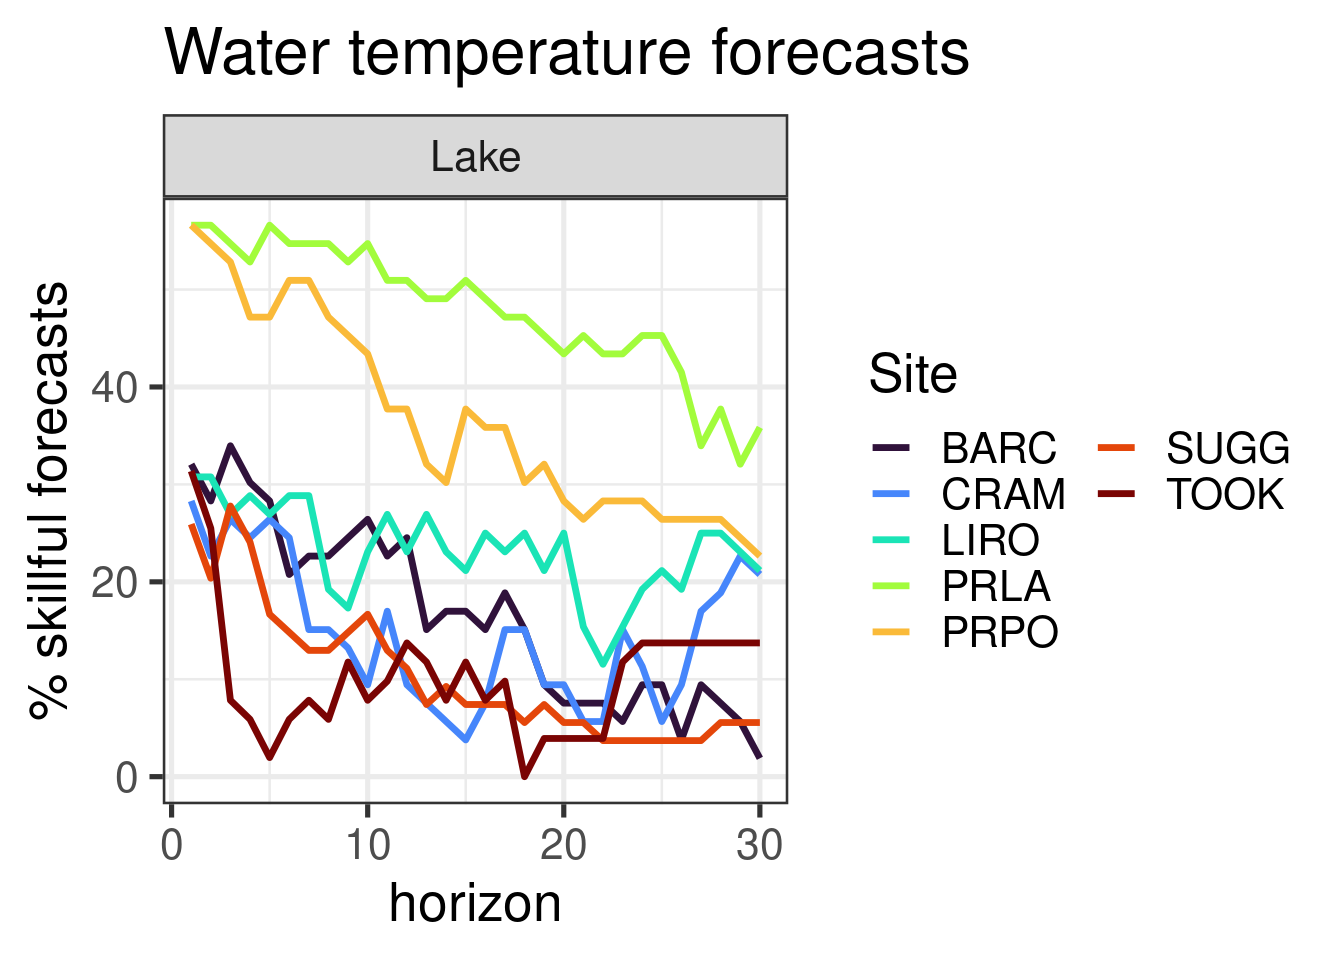 Water temperature forecasts
Lake
% skillful forecasts
40
20
0
0 10 20 30
horizon
Site
BARC SUGG
CRAM TOOK
LIRO
PRLA
PRPO